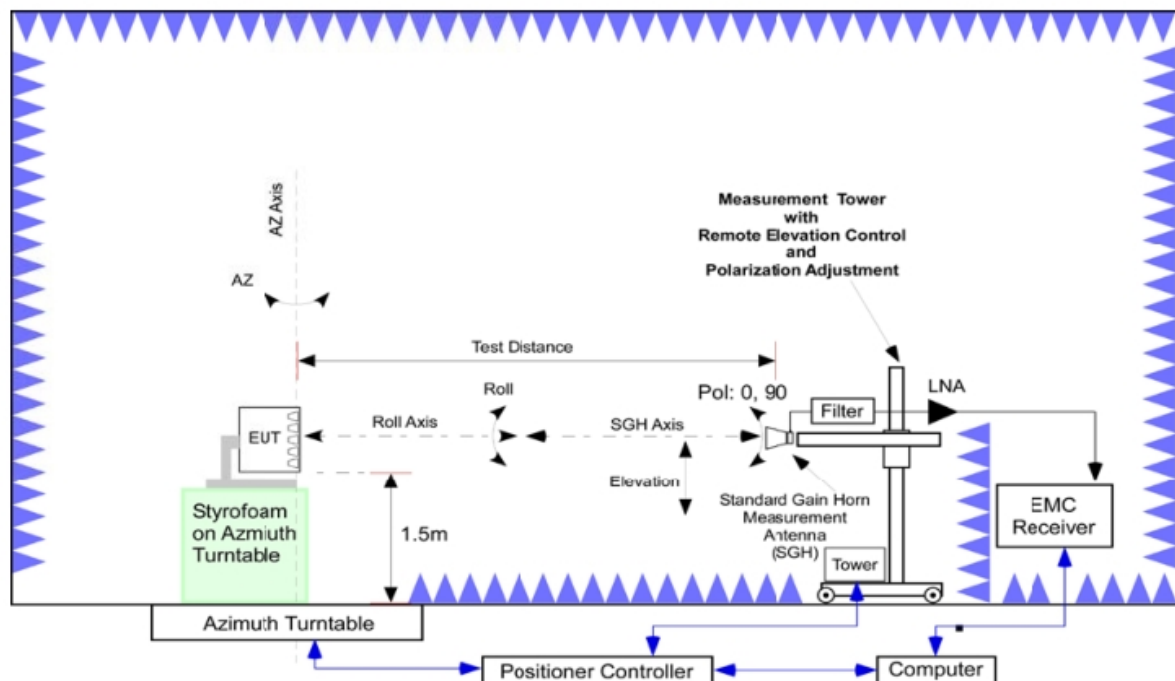 AZ Axis
AZ
Measurement Tower
with
Remote Elevation Control
and
Polarization Adjustment
Test Distance
Roll
Pol: 0, 90
LNA
Filter
EUT
Roll Axis
SGH Axis
Elevation
Standard Gain Horn
Measurement
Antenna
(SGH)
EMC
Receiver
Styrofoam
on Azmiuth
Turntable
1.5m
Tower
Azimuth Turntable
Positioner Controller
Computer